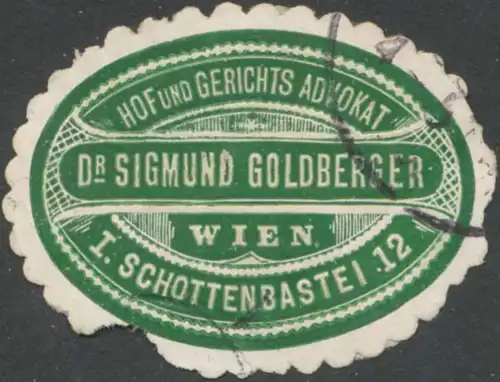 HOF UND GERICHTS ADVOKAT
DR SIGMUND GOLDBERGER
WIEN
I. SCHOTTENBASTEI 12